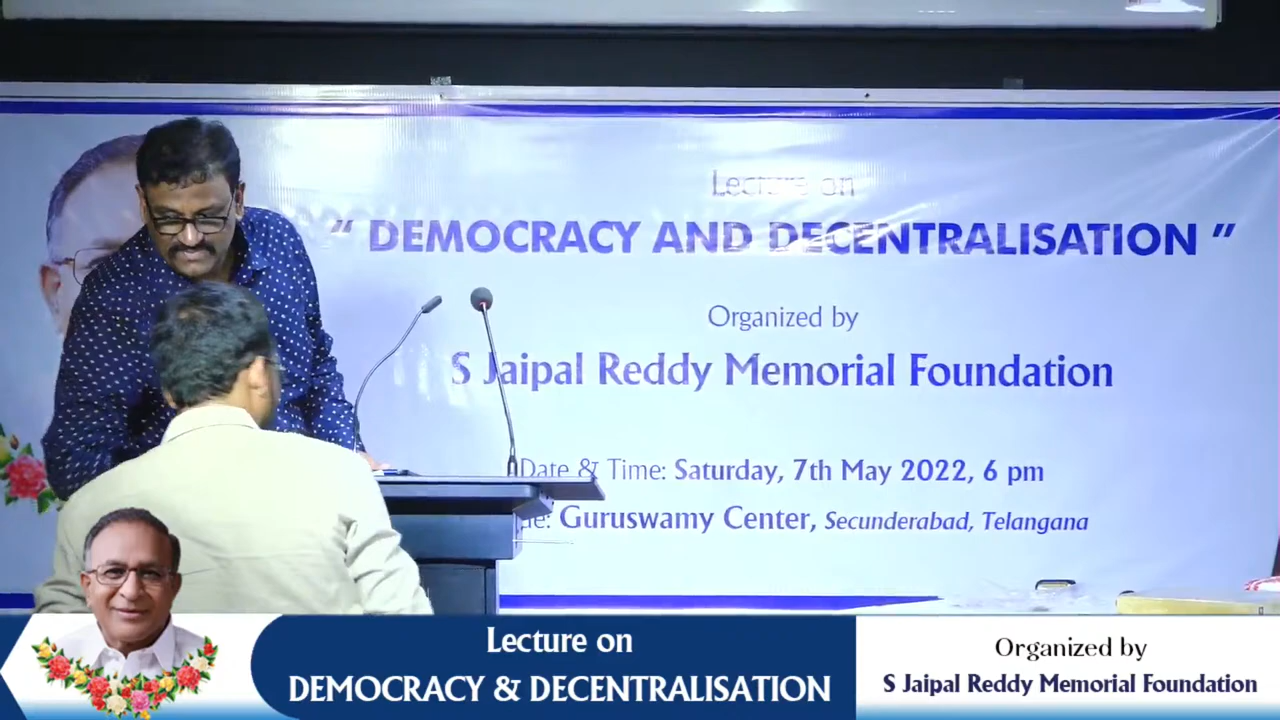 Lecture on
“ DEMOCRACY AND DECENTRALISATION ”
Organized by
S Jaipal Reddy Memorial Foundation
Date & Time: Saturday, 7th May 2022, 6 pm
Guruswamy Center, Secunderabad, Telangana
Lecture on
DEMOCRACY & DECENTRALISATION
Organized by
S Jaipal Reddy Memorial Foundation